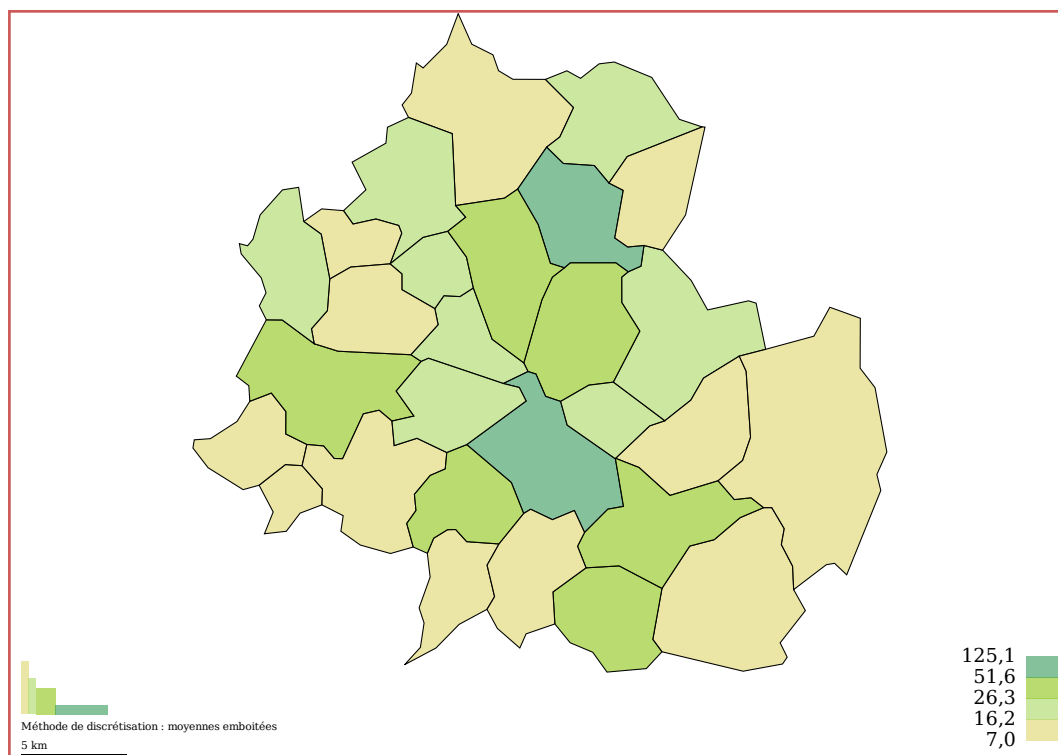 125,1
51,6
26,3
16,2
7,0
Méthode de discrétisation : moyennes emboitées
5 km